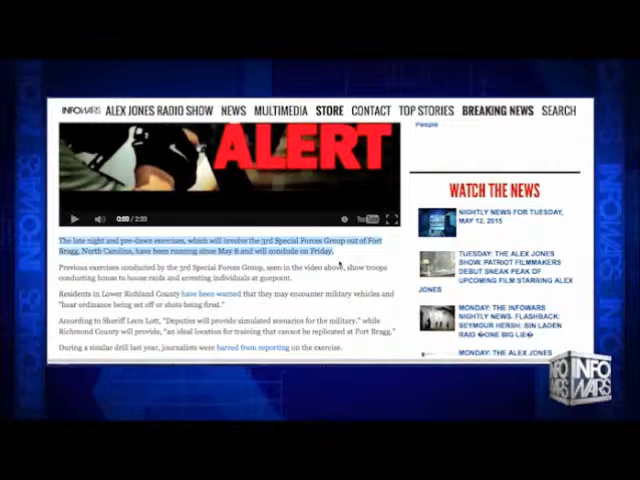 INFOWARS ALEX JONES RADIO SHOW NEWS MULTIMEDIA STORE CONTACT TOP STORIES BREAKING NEWS SEARCH
People
ALERT
0:00 / 2:33
YouTube
The late night and pre-dawn exercises, which will involve the 3rd Special Forces Group out of Fort
Bragg, North Carolina, have been running since May 8 and will conclude on Friday.
Previous exercises conducted by the 3rd Special Forces Group, seen in the video above, show troops
conducting house to house raids and arresting individuals at gunpoint.
Residents in Lower Richland County have been warned that they may encounter military vehicles and
"hear ordinance being set off or shots being fired."
According to Sheriff Leon Lott, "Deputies will provide simulated scenarios for the military," while
Richmond County will provide, "an ideal location for training that cannot be replicated at Fort Bragg."
During a similar drill last year, journalists were barred from reporting on the exercise.
WATCH THE NEWS
NIGHTLY NEWS FOR TUESDAY,
MAY 12, 2015
TUESDAY: THE ALEX JONES
SHOW. PATRIOT FILMMAKERS
DEBUT SNEAK PEAK OF
UPCOMING FILM STARRING ALEX
JONES
MONDAY: THE INFOWARS
NIGHTLY NEWS. FLASHBACK:
SEYMOUR HERSH: BIN LADEN
RAID �ONE BIG LIE�
MONDAY: THE ALEX JONES
INFO
WARS
INFOWARS